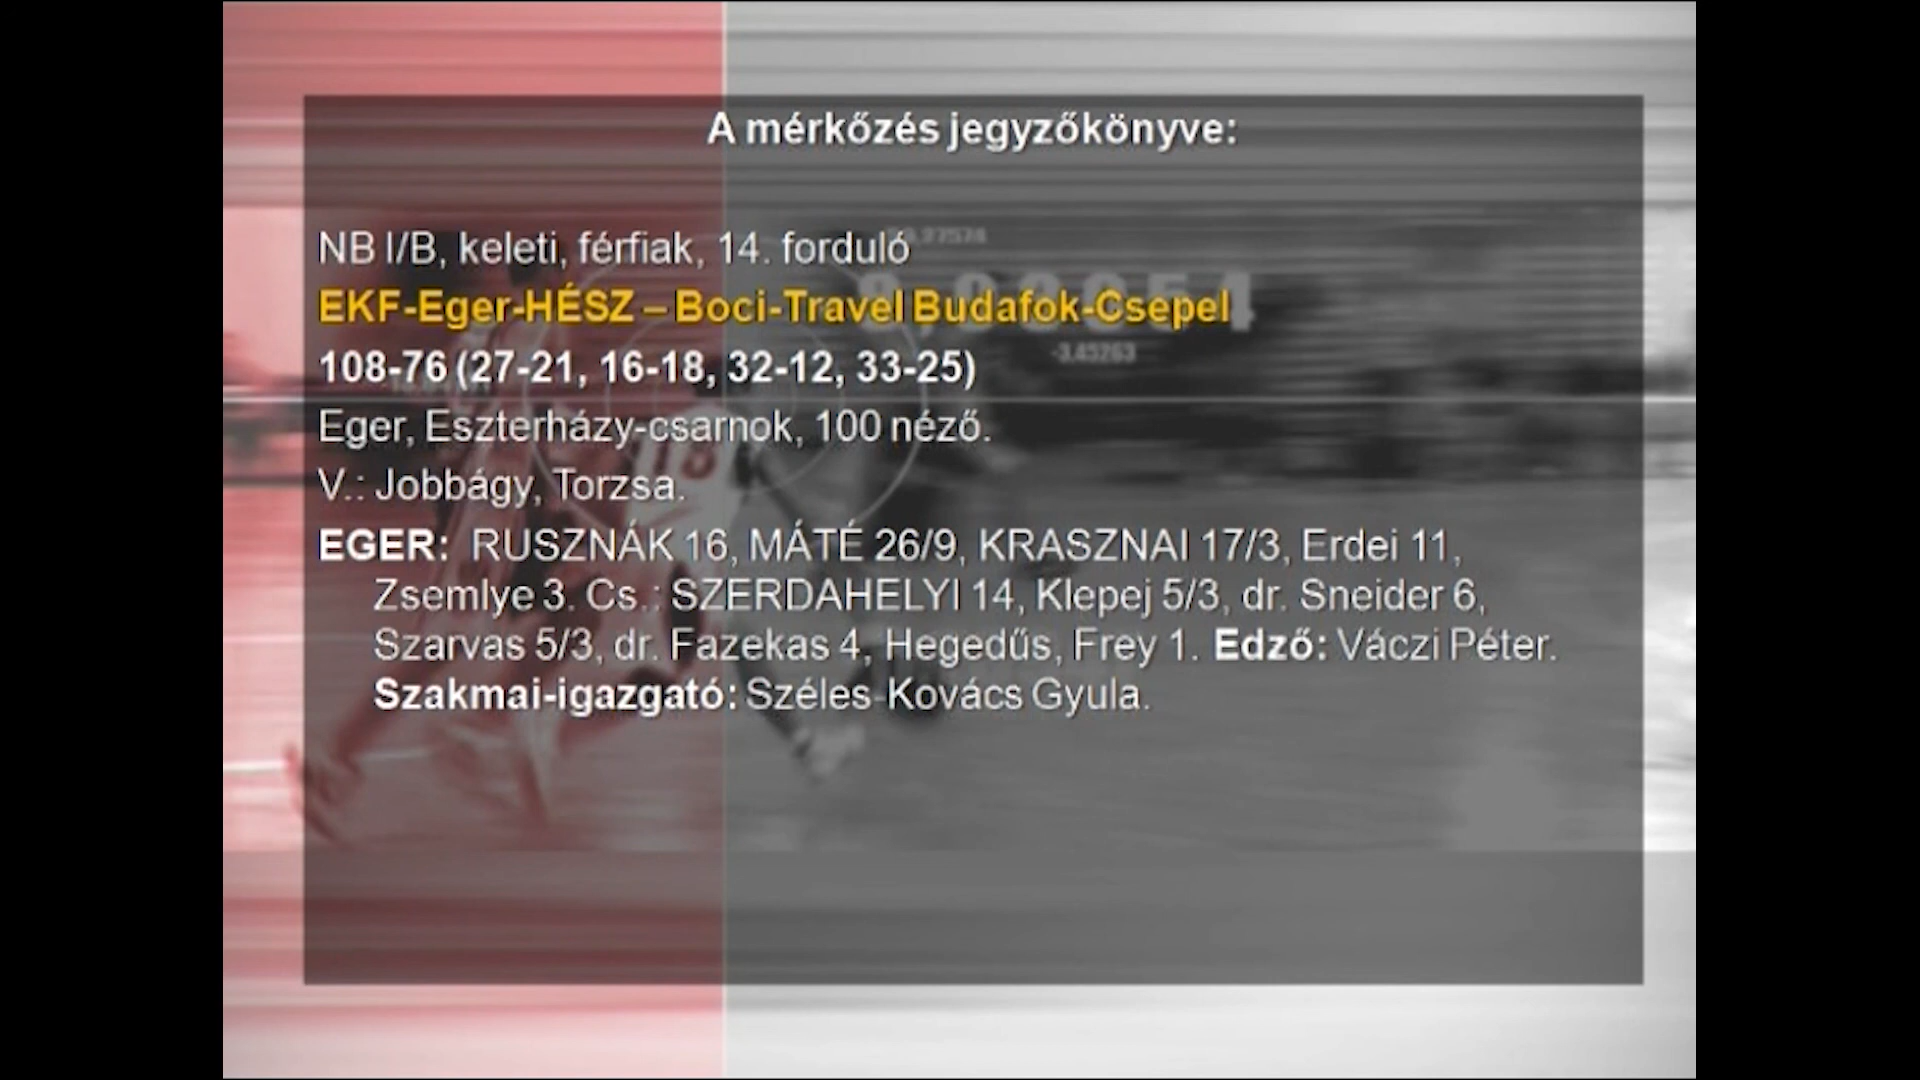 A mérkőzés jegyzőkönyve:
NB I/B, keleti, férfiak, 14. forduló
EKF-Eger-HÉSZ – Boci-Travel Budafok-Csepel
108-76 (27-21, 16-18, 32-12, 33-25)
Eger, Eszterházy-csarnok, 100 néző.
V.: Jobbágy, Torzsa.
EGER: RUSZNÁK 16, MÁTÉ 26/9, KRASZNAI 17/3, Erdei 11,
Zsemlye 3. Cs.: SZERDAHELYI 14, Klepej 5/3, dr. Sneider 6,
Szarvas 5/3, dr. Fazekas 4, Hegedűs, Frey 1. Edző: Váczi Péter.
Szakmai-igazgató: Széles-Kovács Gyula.
-3,45263
18